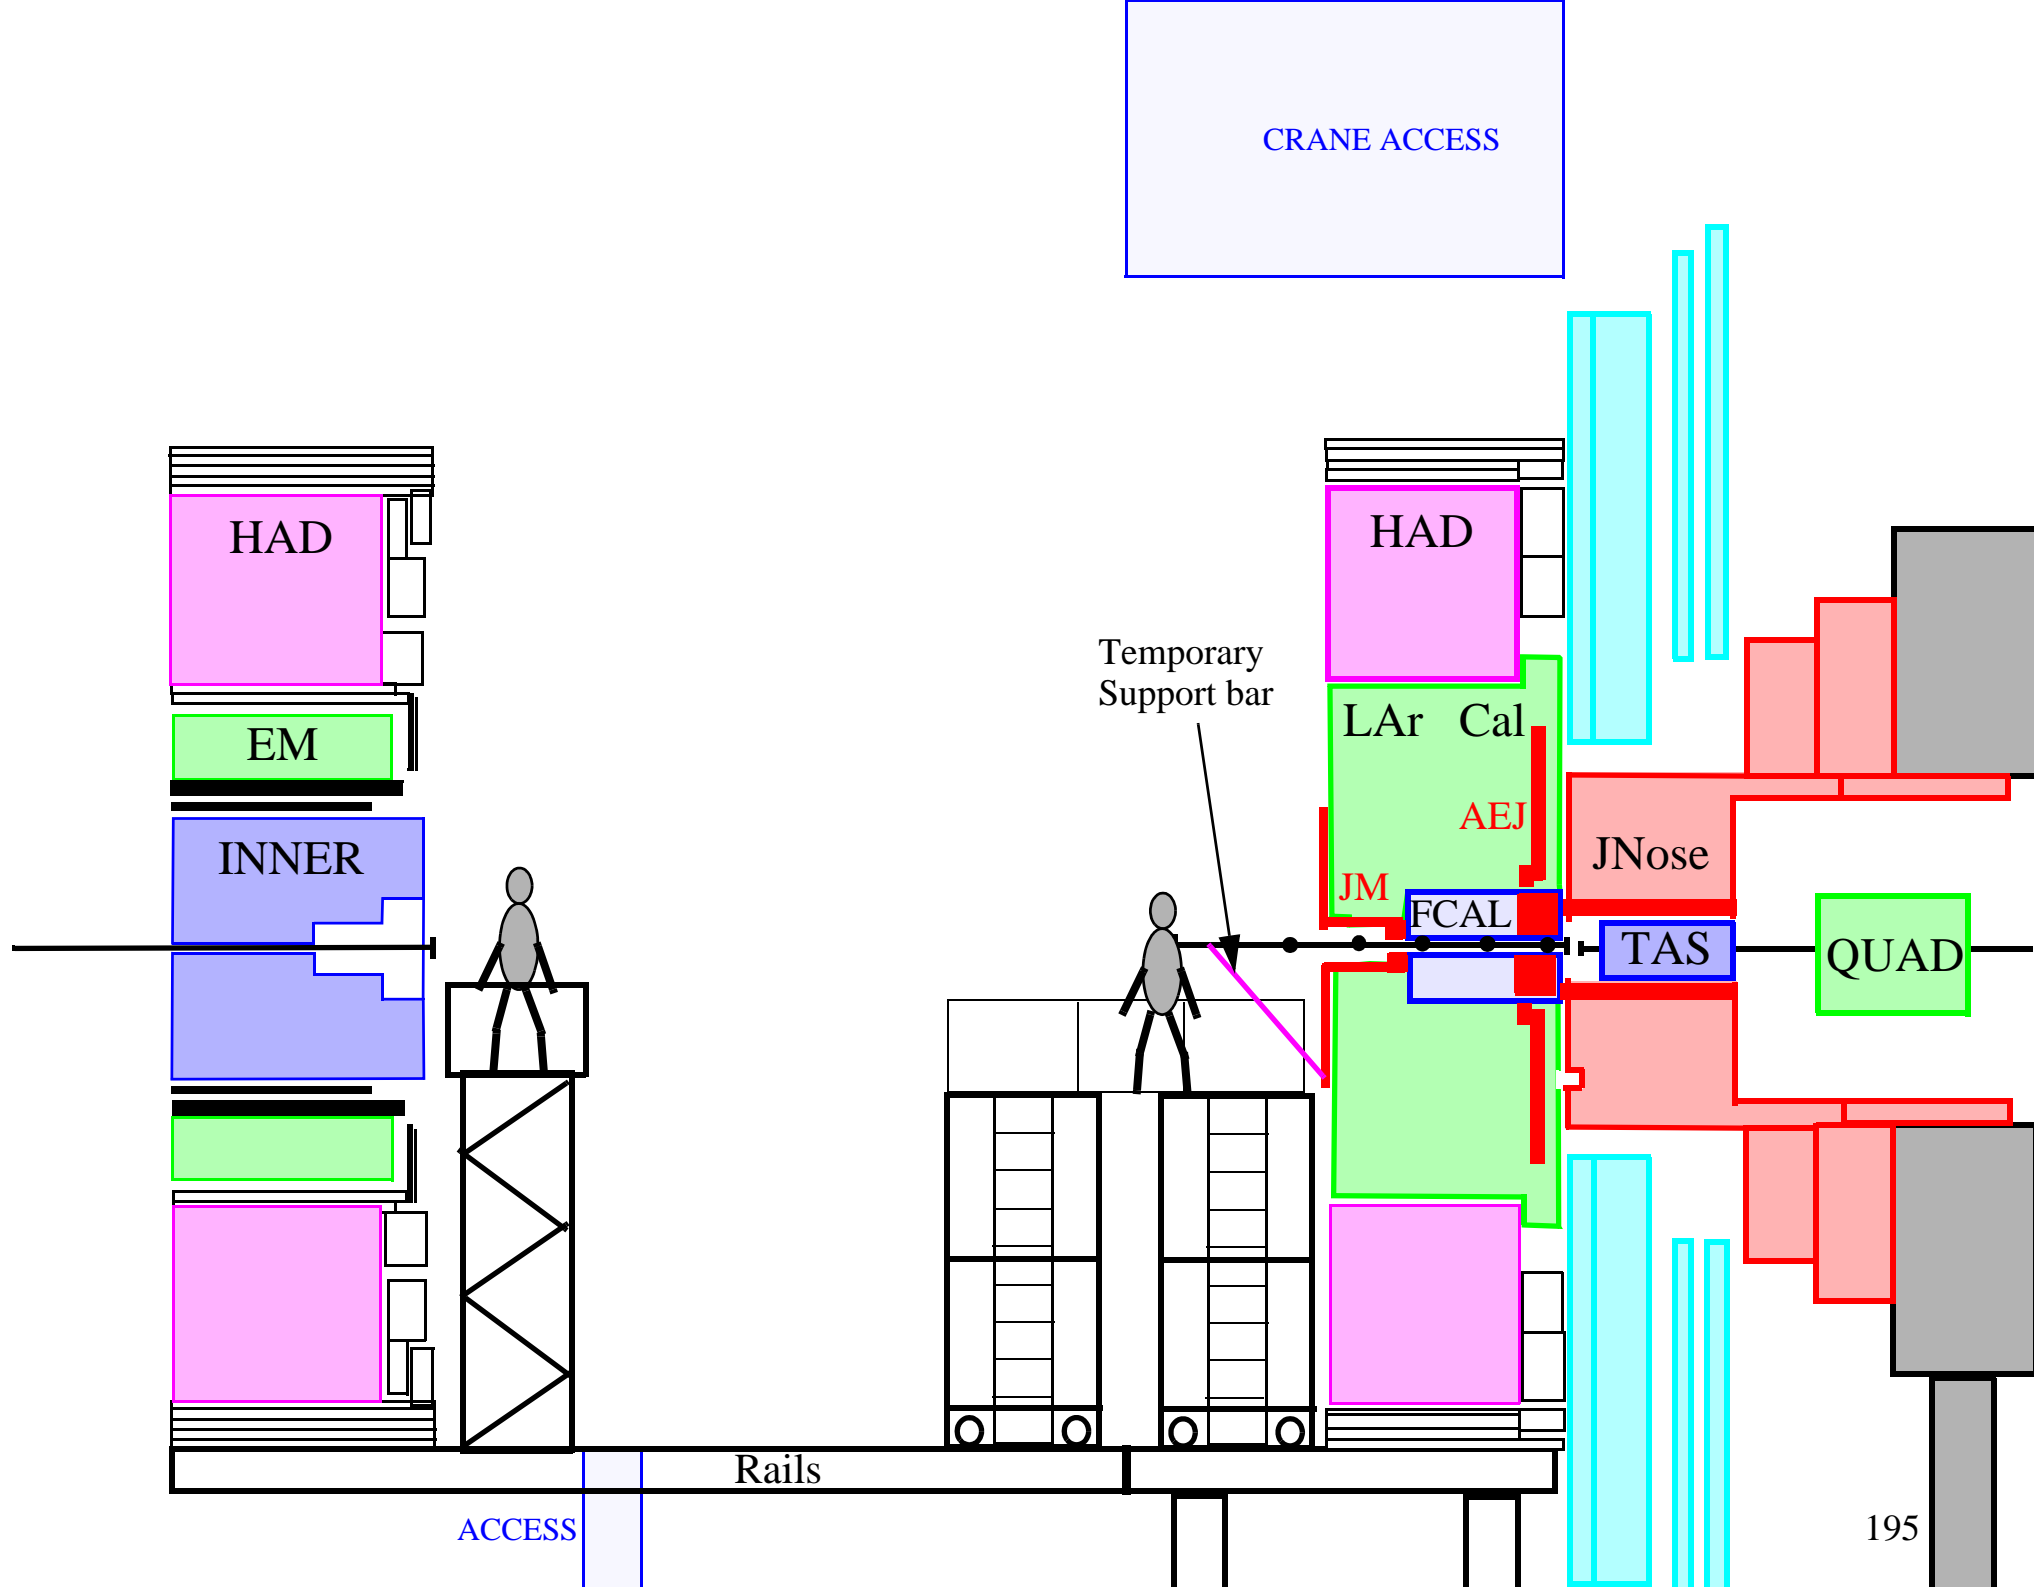 CRANE ACCESS
HAD
HAD
Temporary
Support bar
LAr Cal
EM
AEJ
INNER
JNose
JM
FCAL
TAS
QUAD
Rails
ACCESS
195